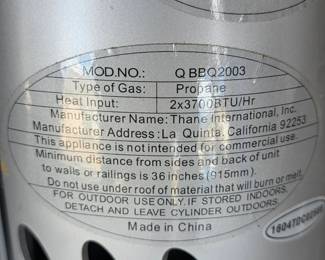 MOD.NO.: Q BBQ2003
Type of Gas: Propane
Heat Input: 2x3700BTU/Hr
Manufacturer Name: Thane International, Inc.
Manufacturer Address :La Quinta, California 92253
This appliance is not intended for commercial use.
Minimum distance from sides and back of unit
to walls or railings is 36 inches (915mm).
Do not use under roof of material that will burn or melt.
FOR OUTDOOR USE ONLY. IF STORED INDOORS,
DETACH AND LEAVE CYLINDER OUTDOORS.
Made in China